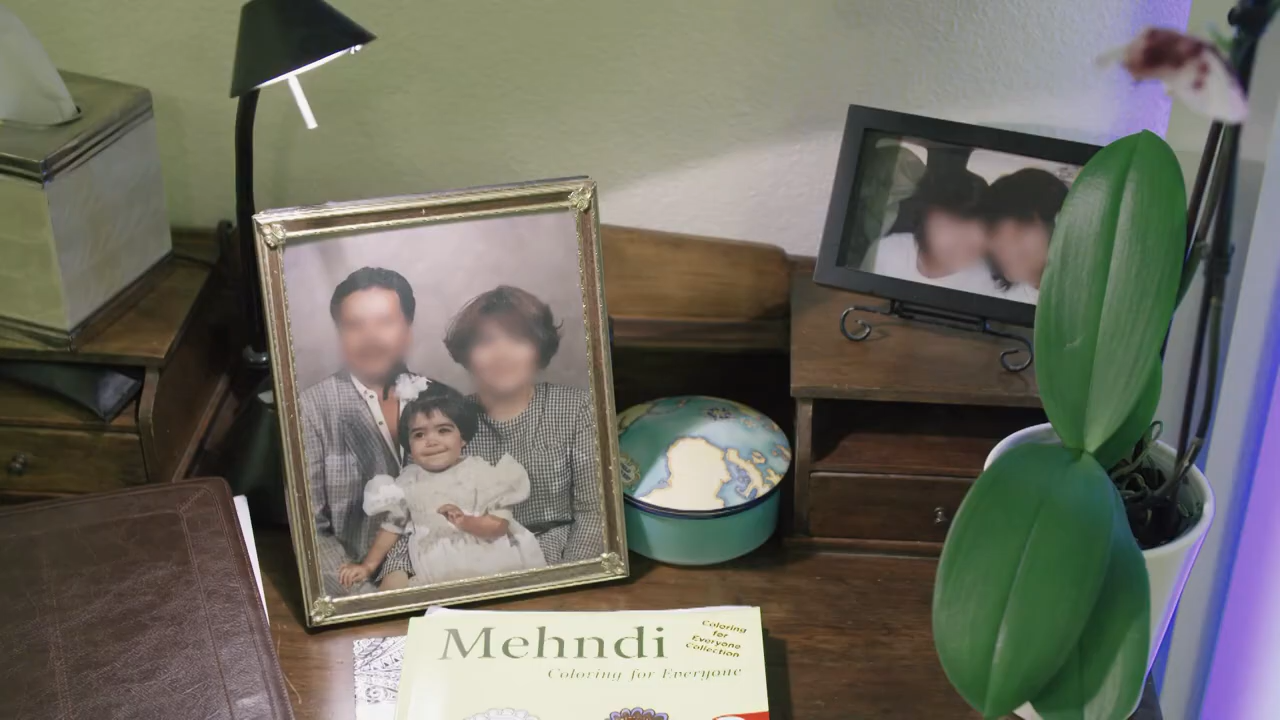 Mehndi
Coloring
for
Everyone
Collection
Coloring for Everyone